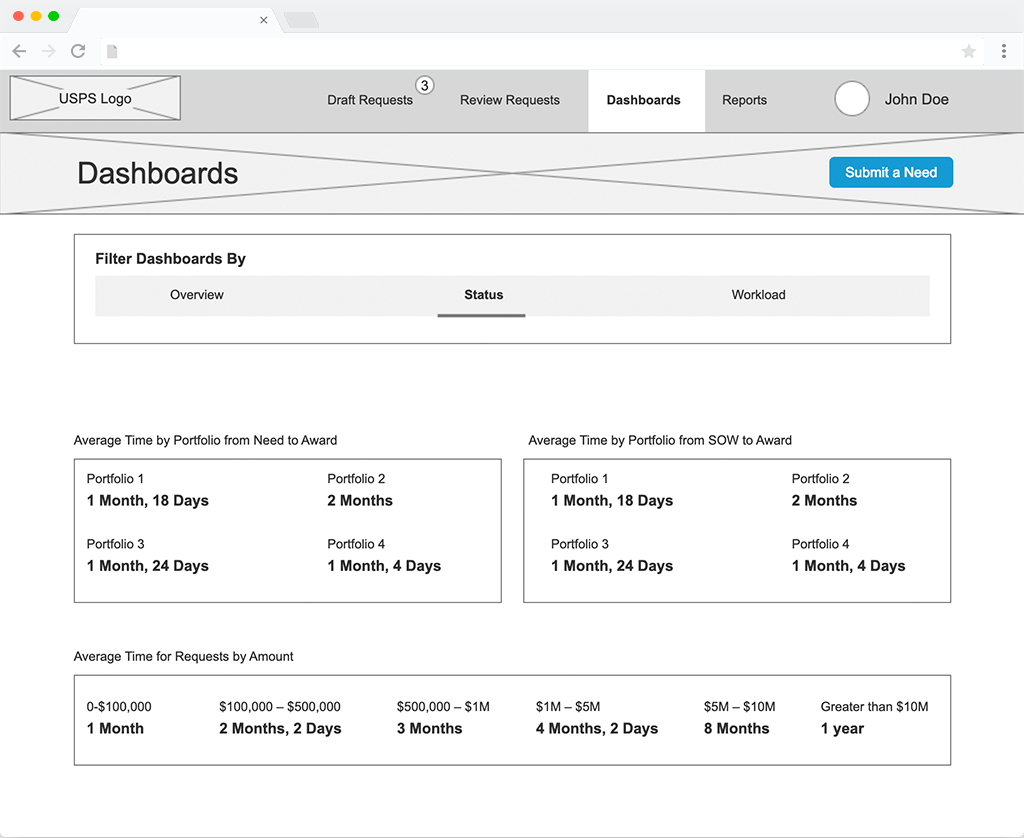 USPS Logo
Draft Requests
3
Review Requests
Dashboards
Reports
John Doe
Dashboards
Submit a Need
Filter Dashboards By
Overview
Status
Workload
Average Time by Portfolio from Need to Award
Portfolio 1
1 Month, 18 Days
Portfolio 2
2 Months
Portfolio 3
1 Month, 24 Days
Portfolio 4
1 Month, 4 Days
Average Time by Portfolio from SOW to Award
Portfolio 1
1 Month, 18 Days
Portfolio 2
2 Months
Portfolio 3
1 Month, 24 Days
Portfolio 4
1 Month, 4 Days
Average Time for Requests by Amount
0-$100,000
1 Month
$100,000 – $500,000
2 Months, 2 Days
$500,000 – $1M
3 Months
$1M – $5M
4 Months, 2 Days
$5M – $10M
8 Months
Greater than $10M
1 year